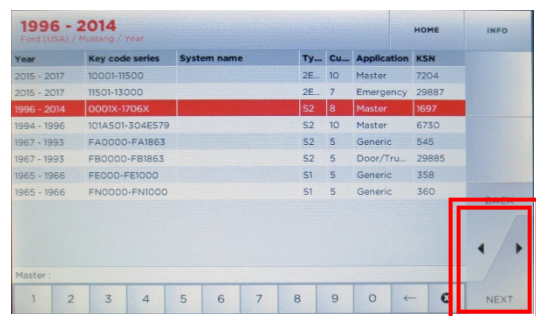 1996 - 2014
Ford (USA) / Mustang / Year
HOME
INFO
Year Key code series System name Ty... Cu... Application KSN
2015 - 2017 10001-11500 2E... 10 Master 7204
2015 - 2017 11501-13000 2E... 7 Emergency 29887
1996 - 2014 0001X-1706X S2 8 Master 1697
1994 - 1996 101A501-304E579 S2 10 Master 6730
1967 - 1993 FA0000-FA1863 S2 5 Generic 545
1967 - 1993 FB0000-FB1863 S2 5 Door/Tru... 29885
1965 - 1966 FE000-FE1000 S1 5 Generic 358
1965 - 1966 FN0000-FN1000 S1 5 Generic 360
BACK
Master :
1 2 3 4 5 6 7 8 9 0 ←
NEXT